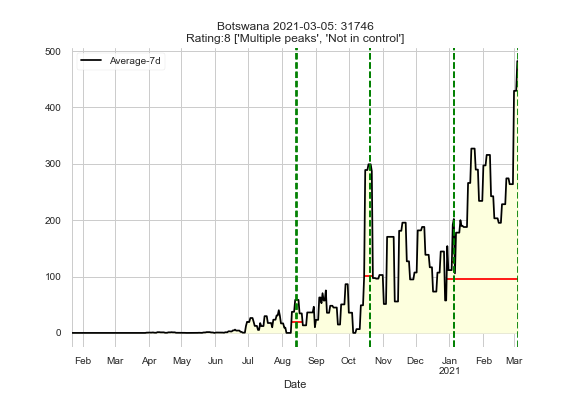 Botswana 2021-03-05: 31746
Rating:8 ['Multiple peaks', 'Not in control']
Average-7d
500
400
300
200
100
0
Feb Mar Apr May Jun Jul Aug Sep Oct Nov Dec Jan Feb Mar
2021
Date